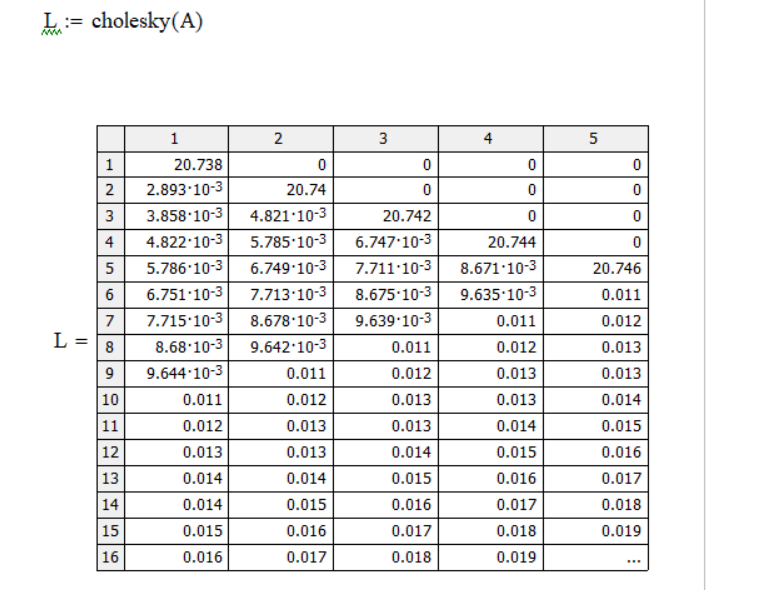 L := cholesky(A)
1 2 3 4 5
1 20.738 0 0 0 0
2 2.893·10-3 20.74 0 0 0
3 3.858·10-3 4.821·10-3 20.742 0 0
4 4.822·10-3 5.785·10-3 6.747·10-3 20.744 0
5 5.786·10-3 6.749·10-3 7.711·10-3 8.671·10-3 20.746
6 6.751·10-3 7.713·10-3 8.675·10-3 9.635·10-3 0.011
7 7.715·10-3 8.678·10-3 9.639·10-3 0.011 0.012
L = 8 8.68·10-3 9.642·10-3 0.011 0.012 0.013
9 9.644·10-3 0.011 0.012 0.013 0.013
10 0.011 0.012 0.013 0.013 0.014
11 0.012 0.013 0.013 0.014 0.015
12 0.013 0.013 0.014 0.015 0.016
13 0.014 0.014 0.015 0.016 0.017
14 0.014 0.015 0.016 0.017 0.018
15 0.015 0.016 0.017 0.018 0.019
16 0.016 0.017 0.018 0.019 ...